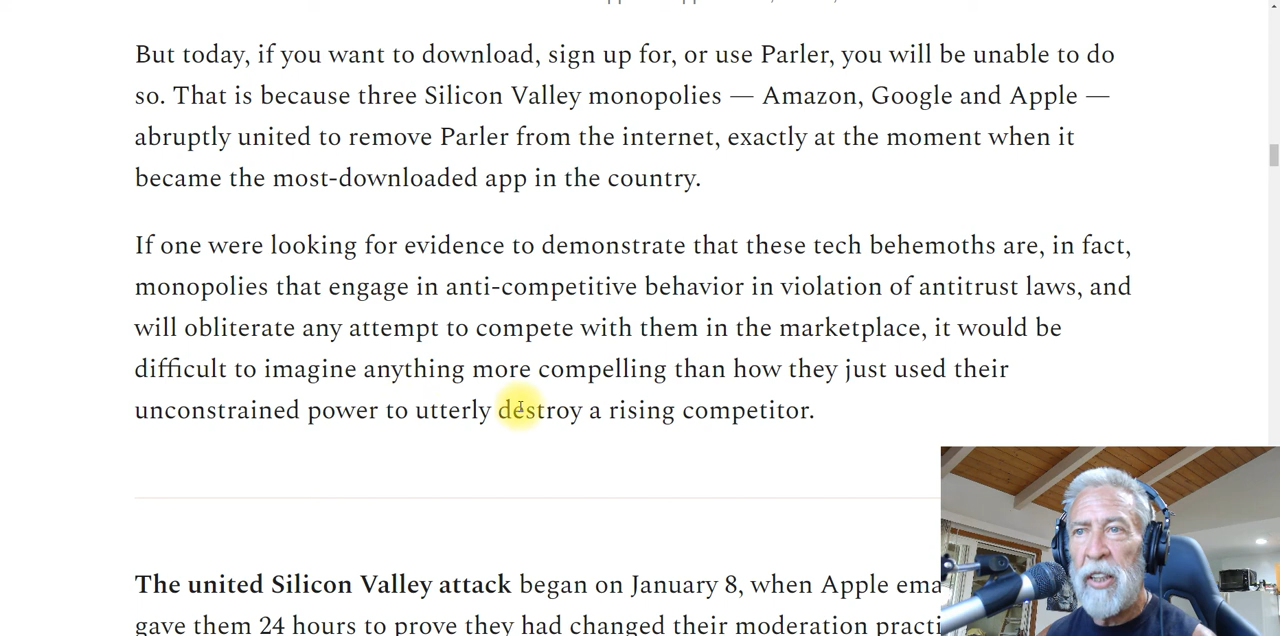 But today, if you want to download, sign up for, or use Parler, you will be unable to do
so. That is because three Silicon Valley monopolies — Amazon, Google and Apple —
abruptly united to remove Parler from the internet, exactly at the moment when it
became the most-downloaded app in the country.
If one were looking for evidence to demonstrate that these tech behemoths are, in fact,
monopolies that engage in anti-competitive behavior in violation of antitrust laws, and
will obliterate any attempt to compete with them in the marketplace, it would be
difficult to imagine anything more compelling than how they just used their
unconstrained power to utterly destroy a rising competitor.
The united Silicon Valley attack began on January 8, when Apple ema
gave them 24 hours to prove they had changed their moderation practi